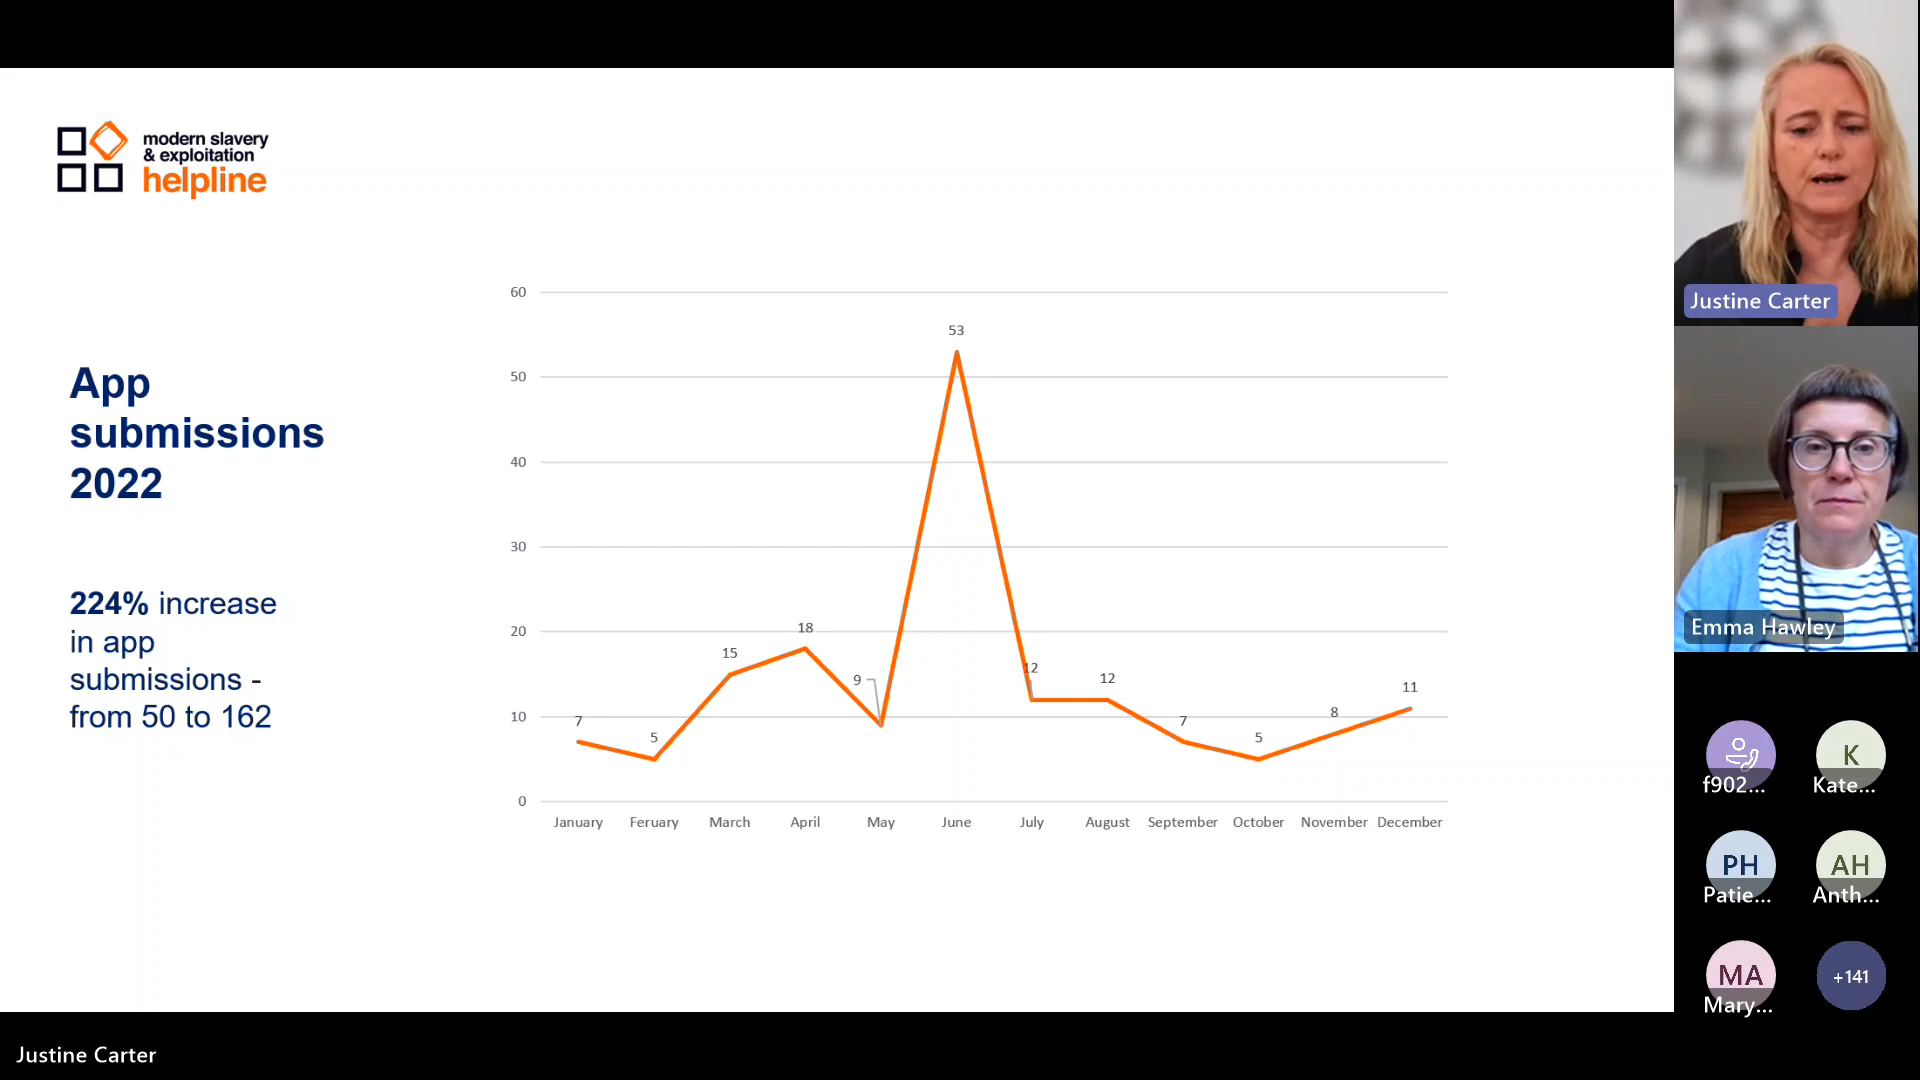 modern slavery
& exploitation
helpline
App
submissions
2022
224% increase
in app
submissions -
from 50 to 162
60
50
40
30
20
10
0
7
5
15
18
9
53
12
12
7
5
8
11
January
Feruary
March
April
May
June
July
August
September
October
November
December
Justine Carter
Emma Hawley
f902...
K
Kate...
PH
Patie...
AH
Anth...
MA
Mary...
+141
Justine Carter